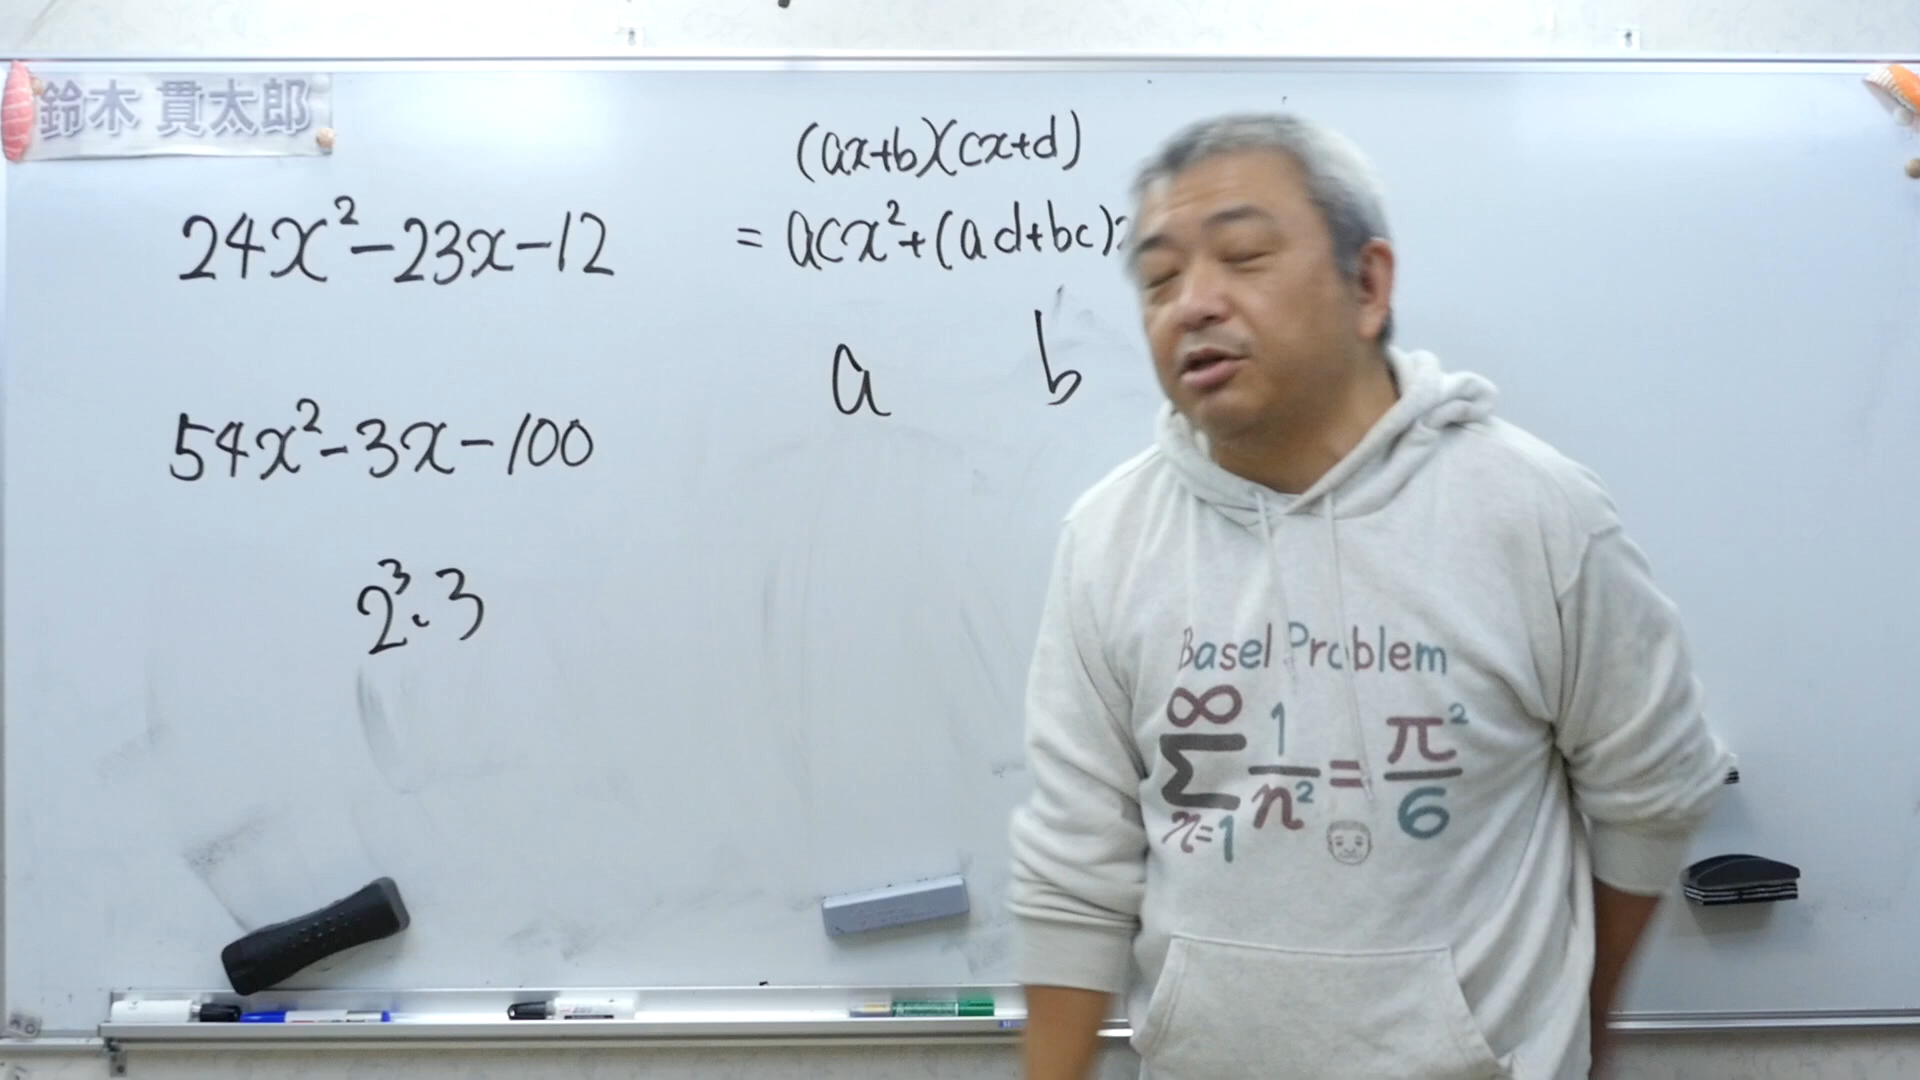 鈴木 貫太郎
(ax+b)(cx+d)
24x²-23x-12
= acx²+(ad+bc)
a b
54x²-3x-100
2³·3
Basel Problem
∞
Σ 1/n² = π²/6
n=1